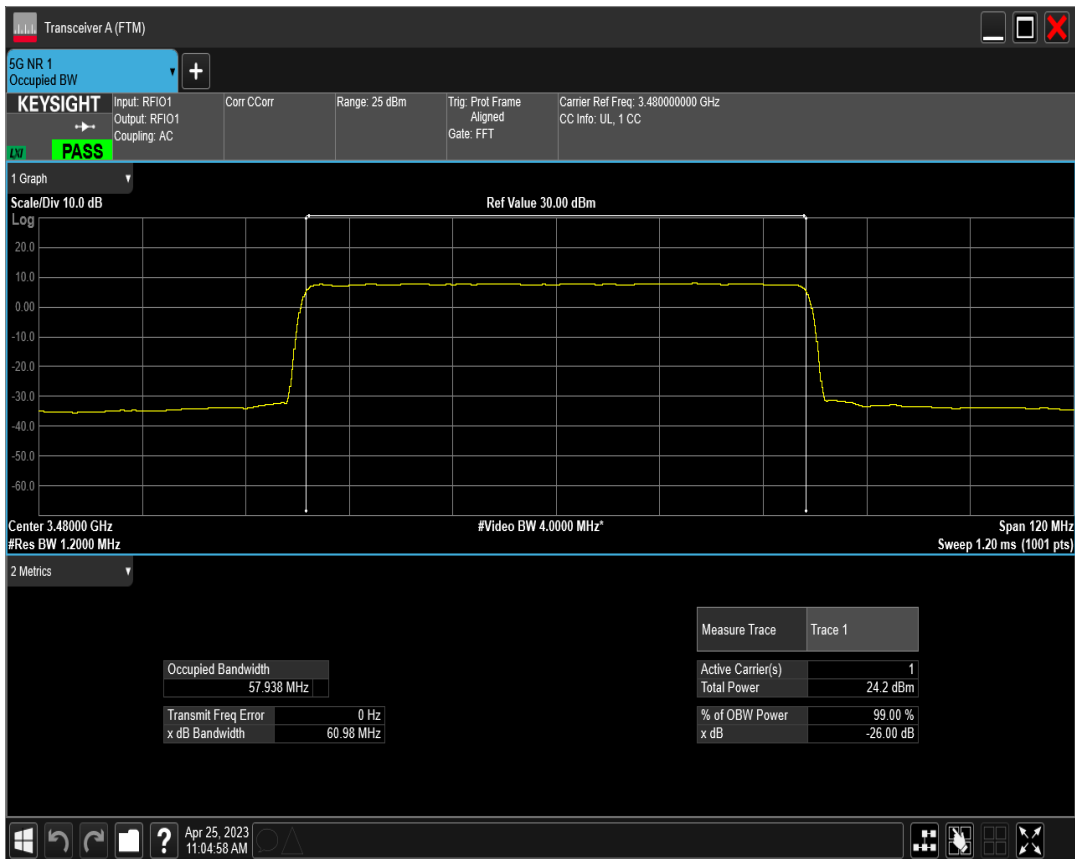 Transceiver A (FTM)
5G NR 1
Occupied BW
+
KEYSIGHT
LXI
PASS
Input: RFIO1
Output: RFIO1
Coupling: AC
Corr CCorr
Range: 25 dBm
Trig: Prot Frame
Aligned
Gate: FFT
Carrier Ref Freq: 3.480000000 GHz
CC Info: UL, 1 CC
1 Graph
Scale/Div 10.0 dB
Ref Value 30.00 dBm
Log
20.0
10.0
0.00
-10.0
-20.0
-30.0
-40.0
-50.0
-60.0
Center 3.48000 GHz
#Video BW 4.0000 MHz*
Span 120 MHz
#Res BW 1.2000 MHz
Sweep 1.20 ms (1001 pts)
2 Metrics
Measure Trace Trace 1
Occupied Bandwidth
57.938 MHz
Active Carrier(s) 1
Total Power 24.2 dBm
Transmit Freq Error 0 Hz
x dB Bandwidth 60.98 MHz
% of OBW Power 99.00 %
x dB -26.00 dB
?
Apr 25, 2023
11:04:58 AM